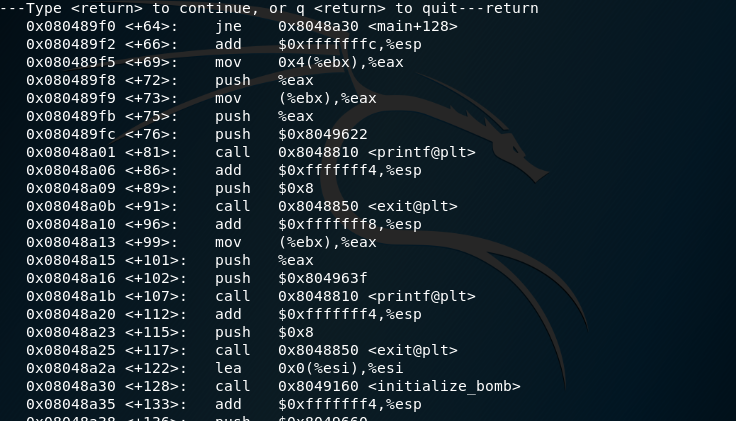 ---Type <return> to continue, or q <return> to quit---return
0x080489f0 <+64>: jne 0x8048a30 <main+128>
0x080489f2 <+66>: add $0xfffffffc,%esp
0x080489f5 <+69>: mov 0x4(%ebx),%eax
0x080489f8 <+72>: push %eax
0x080489f9 <+73>: mov (%ebx),%eax
0x080489fb <+75>: push %eax
0x080489fc <+76>: push $0x8049622
0x08048a01 <+81>: call 0x8048810 <printf@plt>
0x08048a06 <+86>: add $0xfffffff4,%esp
0x08048a09 <+89>: push $0x8
0x08048a0b <+91>: call 0x8048850 <exit@plt>
0x08048a10 <+96>: add $0xfffffff8,%esp
0x08048a13 <+99>: mov (%ebx),%eax
0x08048a15 <+101>: push %eax
0x08048a16 <+102>: push $0x804963f
0x08048a1b <+107>: call 0x8048810 <printf@plt>
0x08048a20 <+112>: add $0xfffffff4,%esp
0x08048a23 <+115>: push $0x8
0x08048a25 <+117>: call 0x8048850 <exit@plt>
0x08048a2a <+122>: lea 0x0(%esi),%esi
0x08048a30 <+128>: call 0x8049160 <initialize_bomb>
0x08048a35 <+133>: add $0xfffffff4,%esp
0x08048a38 <+136>: push $0x8049660